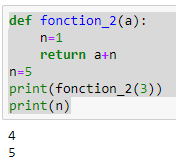 def fonction_2(a):
    n=1
    return a+n
n=5
print(fonction_2(3))
print(n)
4
5